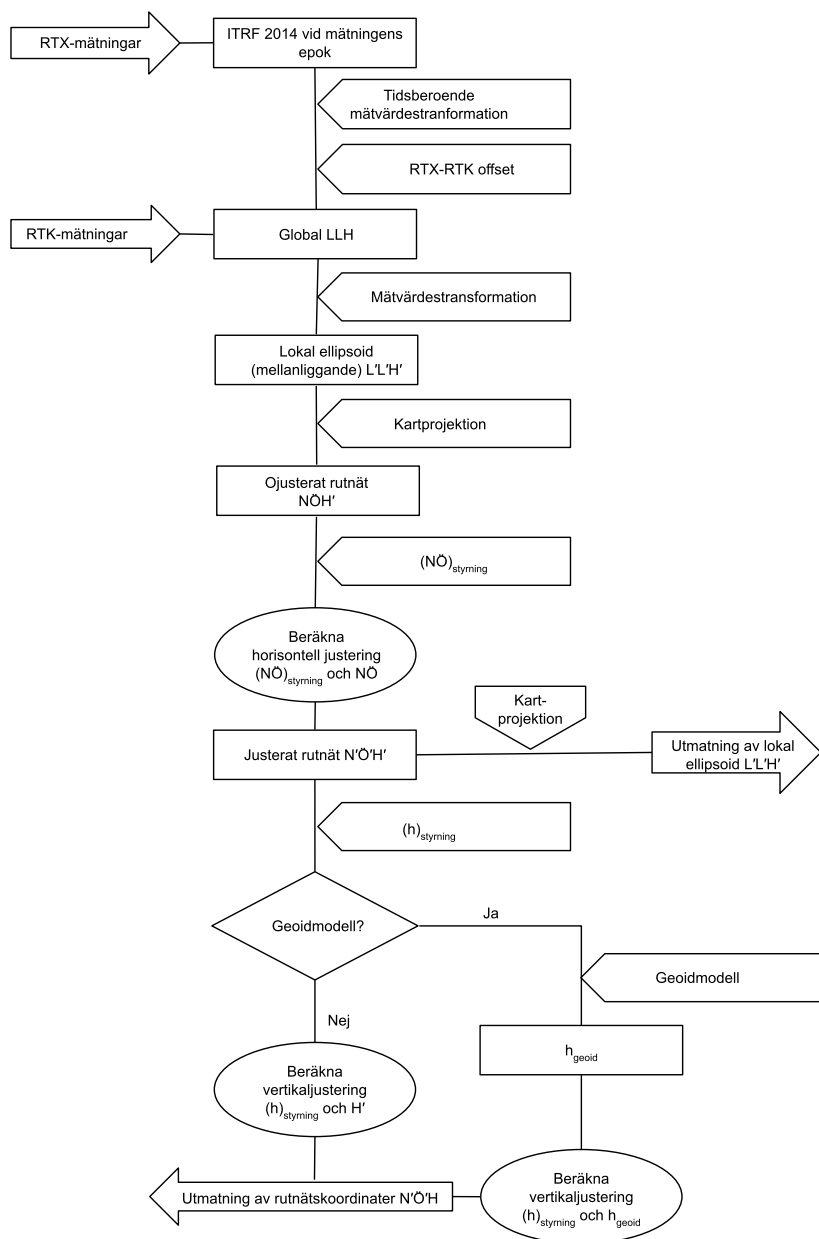 RTX-mätningar
ITRF 2014 vid mätningens
epok
Tidsberoende
mätvärdestranformation
RTX-RTK offset
RTK-mätningar
Global LLH
Mätvärdestransformation
Lokal ellipsoid
(mellanliggande) L'L'H'
Kartprojektion
Ojusterat rutnät
NÖH'
(NÖ)styrning
Beräkna
horisontell justering
(NÖ)styrning och NÖ
Kart-
projektion
Justerat rutnät N'Ö'H'
Utmatning av lokal
ellipsoid L'L'H'
(h)styrning
Geoidmodell?
Ja
Geoidmodell
Nej
hgeoid
Beräkna
vertikaljustering
(h)styrning och H'
Utmatning av rutnätskoordinater N'Ö'H
Beräkna
vertikaljustering
(h)styrning och hgeoid